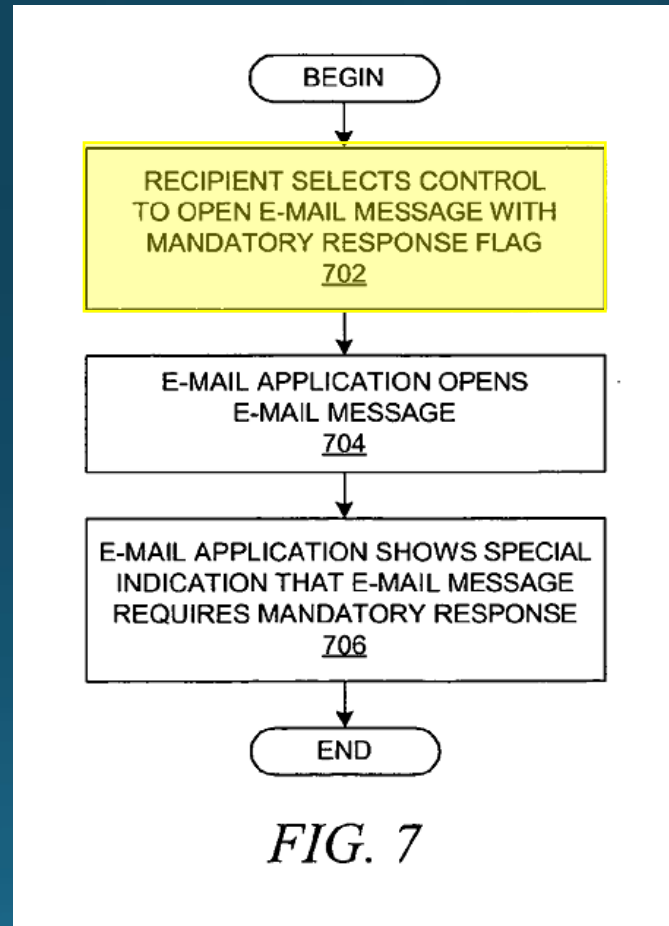 BEGIN
RECIPIENT SELECTS CONTROL
TO OPEN E-MAIL MESSAGE WITH
MANDATORY RESPONSE FLAG
702
E-MAIL APPLICATION OPENS
E-MAIL MESSAGE
704
E-MAIL APPLICATION SHOWS SPECIAL
INDICATION THAT E-MAIL MESSAGE
REQUIRES MANDATORY RESPONSE
706
END
FIG. 7